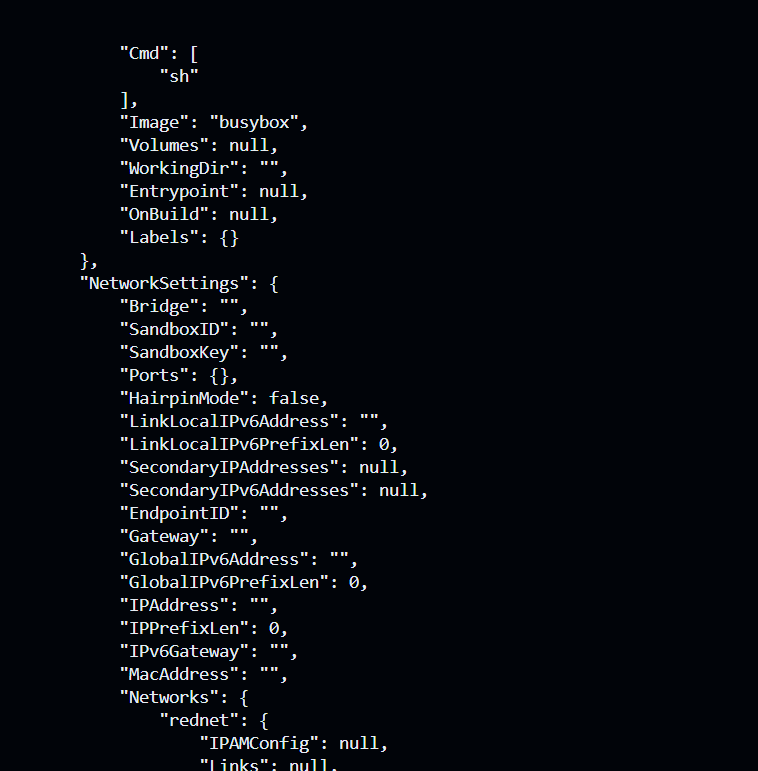 "Cmd": [
"sh"
],
"Image": "busybox",
"Volumes": null,
"WorkingDir": "",
"Entrypoint": null,
"OnBuild": null,
"Labels": {}
},
"NetworkSettings": {
"Bridge": "",
"SandboxID": "",
"SandboxKey": "",
"Ports": {},
"HairpinMode": false,
"LinkLocalIPv6Address": "",
"LinkLocalIPv6PrefixLen": 0,
"SecondaryIPAddresses": null,
"SecondaryIPv6Addresses": null,
"EndpointID": "",
"Gateway": "",
"GlobalIPv6Address": "",
"GlobalIPv6PrefixLen": 0,
"IPAddress": "",
"IPPrefixLen": 0,
"IPv6Gateway": "",
"MacAddress": "",
"Networks": {
"rednet": {
"IPAMConfig": null,
"Links": null,